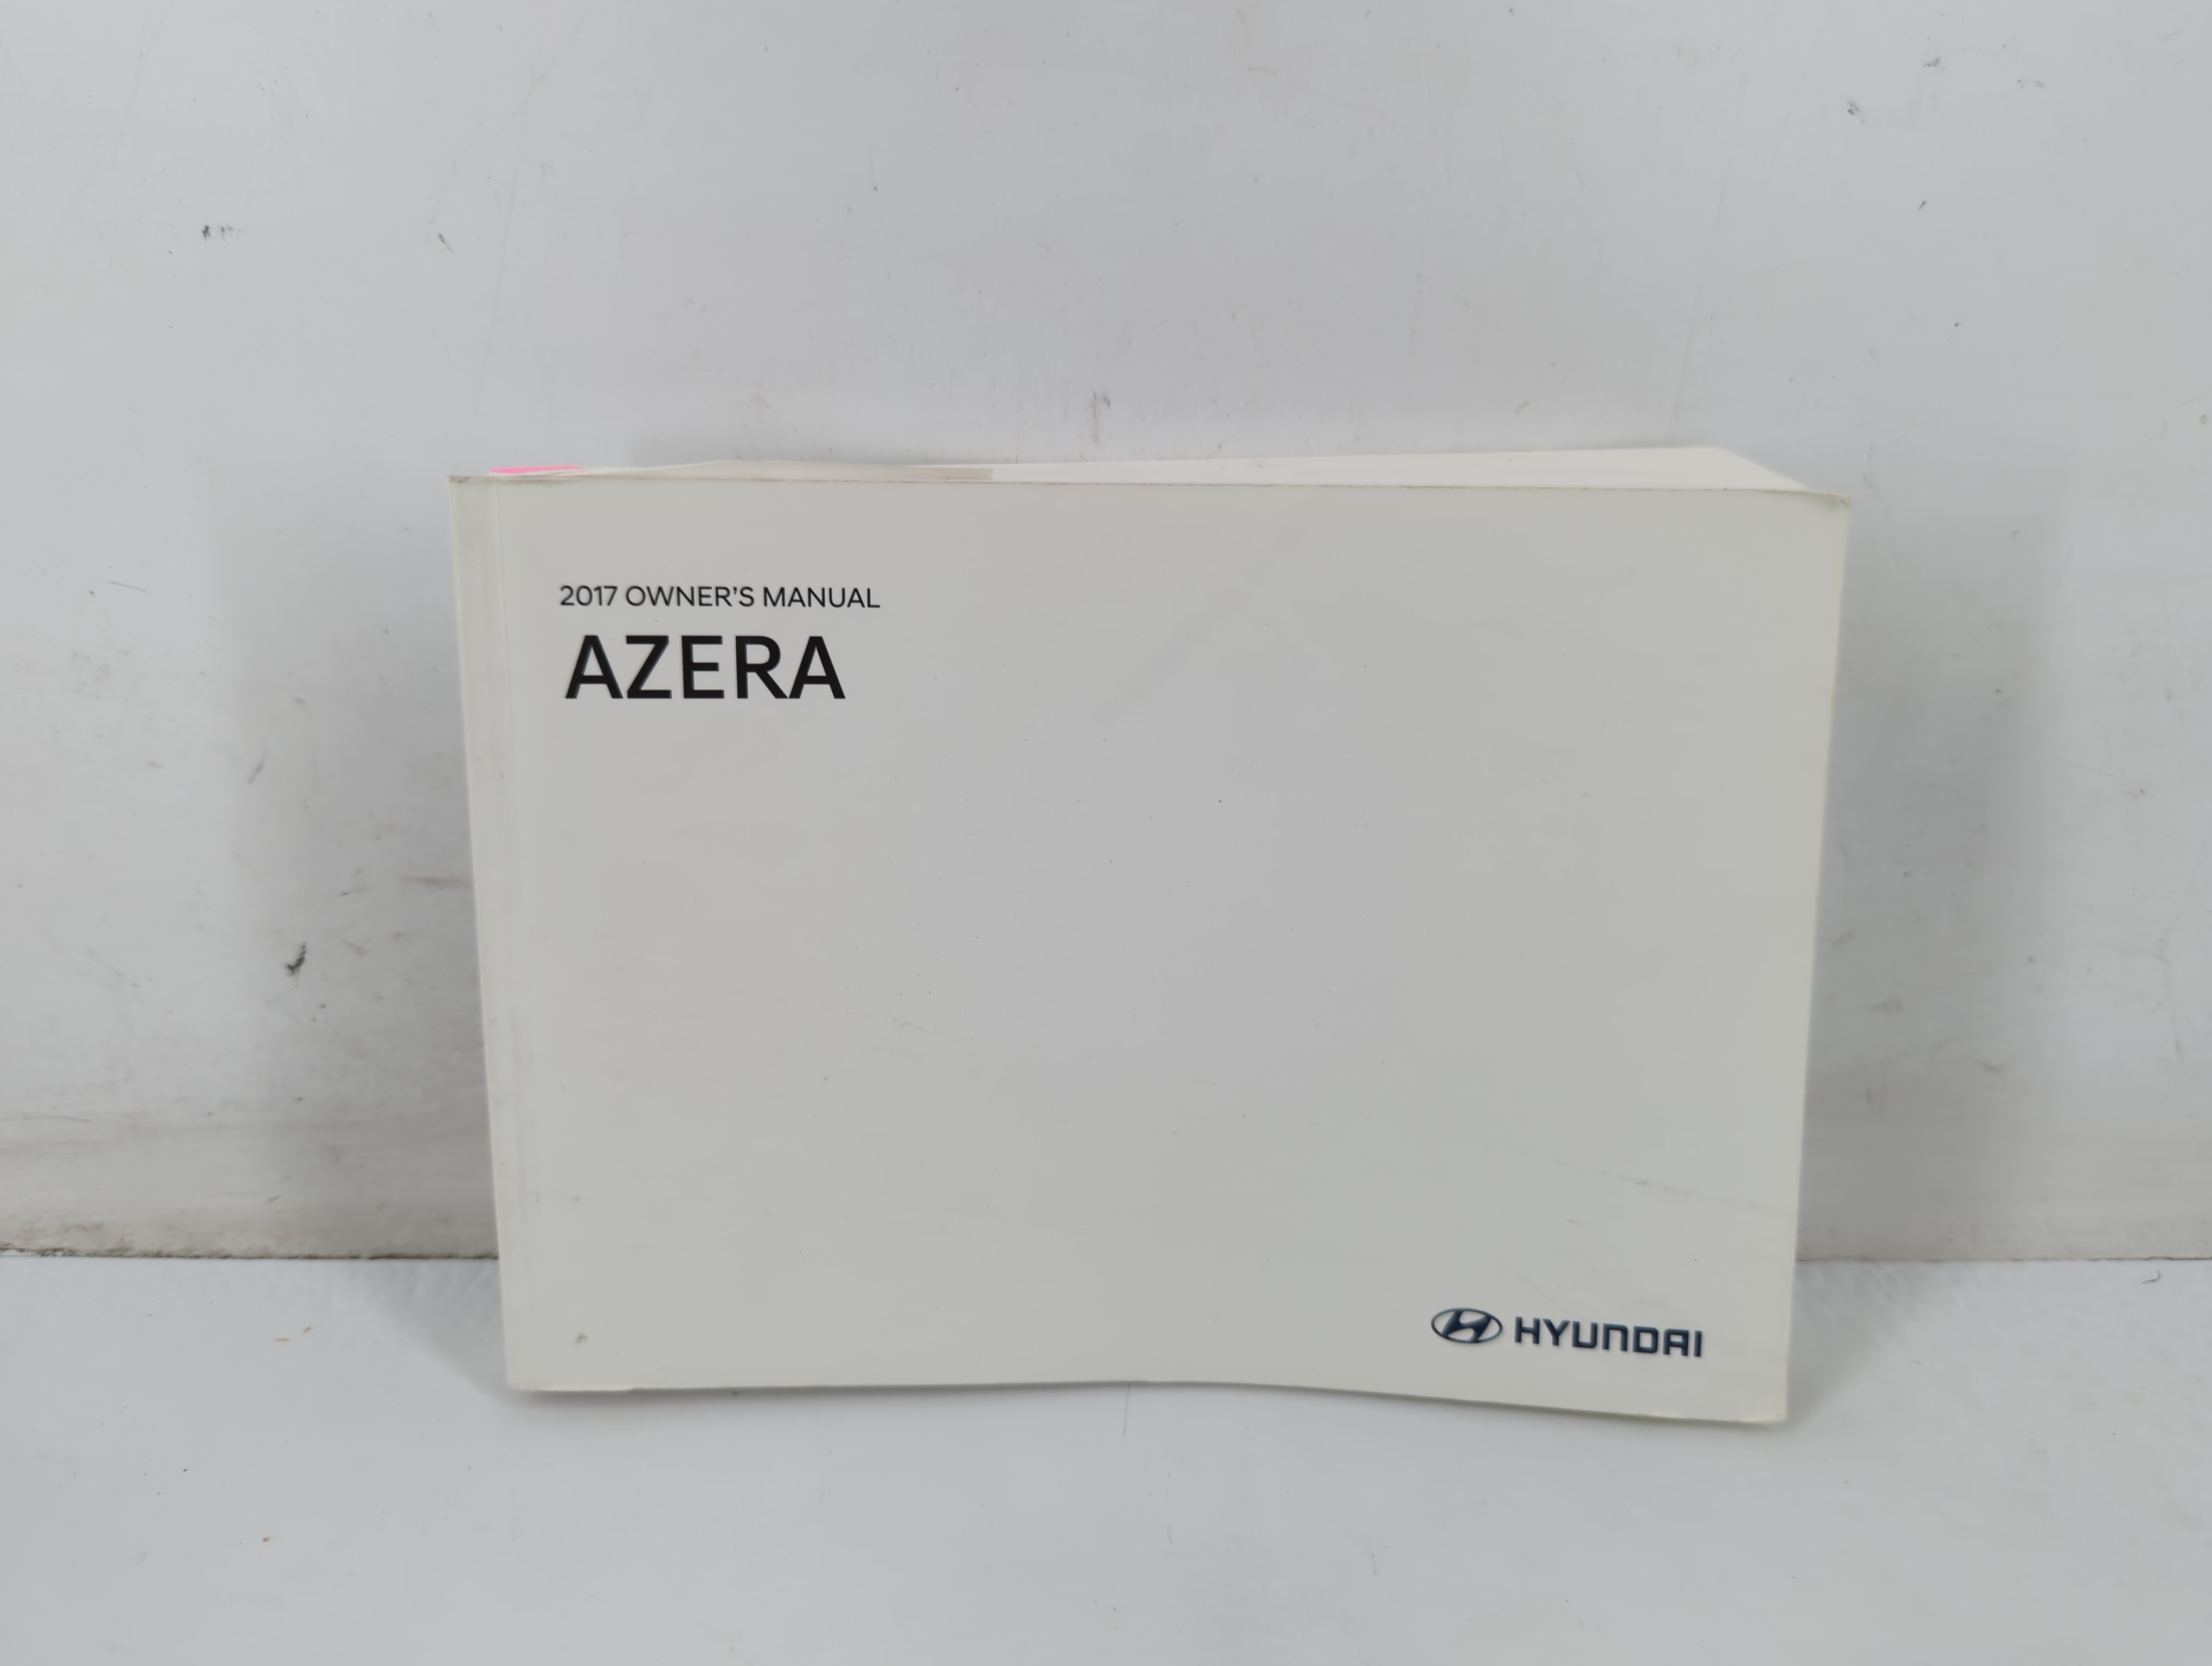 2017 OWNER'S MANUAL
AZERA
HYUNDAI